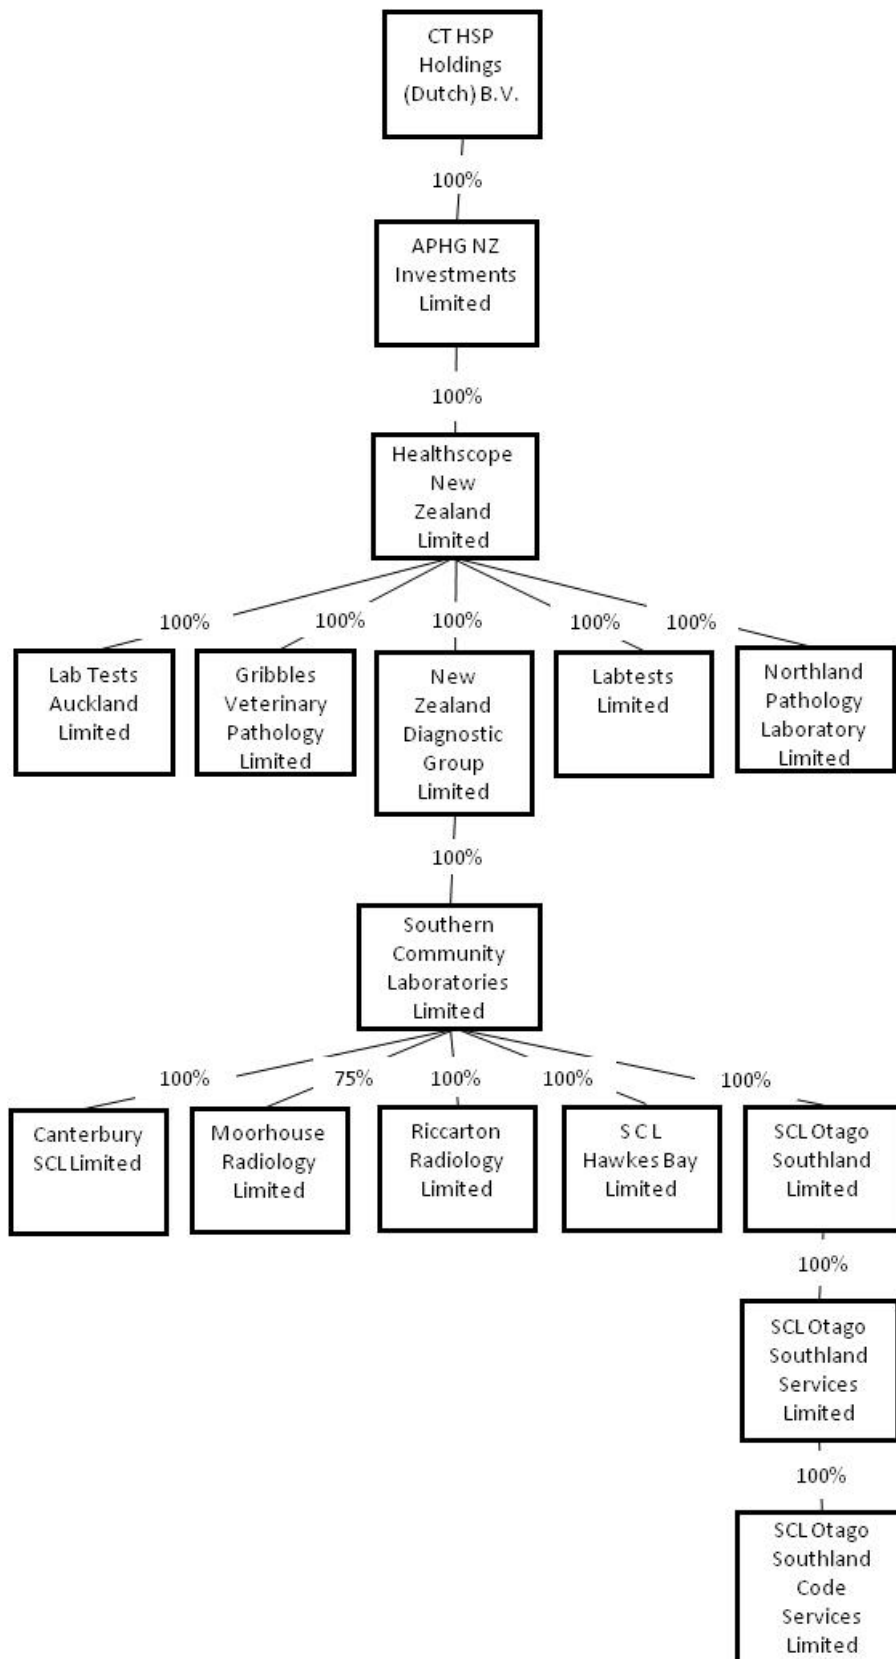 CT HSP
Holdings
(Dutch) B.V.
100%
APHG NZ
Investments
Limited
100%
Healthscope
New
Zealand
Limited
100%
100%
100%
100%
100%
Lab Tests
Auckland
Limited
Gribbles
Veterinary
Pathology
Limited
New
Zealand
Diagnostic
Group
Limited
Labtests
Limited
Northland
Pathology
Laboratory
Limited
100%
Southern
Community
Laboratories
Limited
100%
75%
100%
100%
100%
Canterbury
SCL Limited
Moorhouse
Radiology
Limited
Riccarton
Radiology
Limited
S C L
Hawkes Bay
Limited
SCL Otago
Southland
Limited
100%
SCL Otago
Southland
Services
Limited
100%
SCL Otago
Southland
Code
Services
Limited